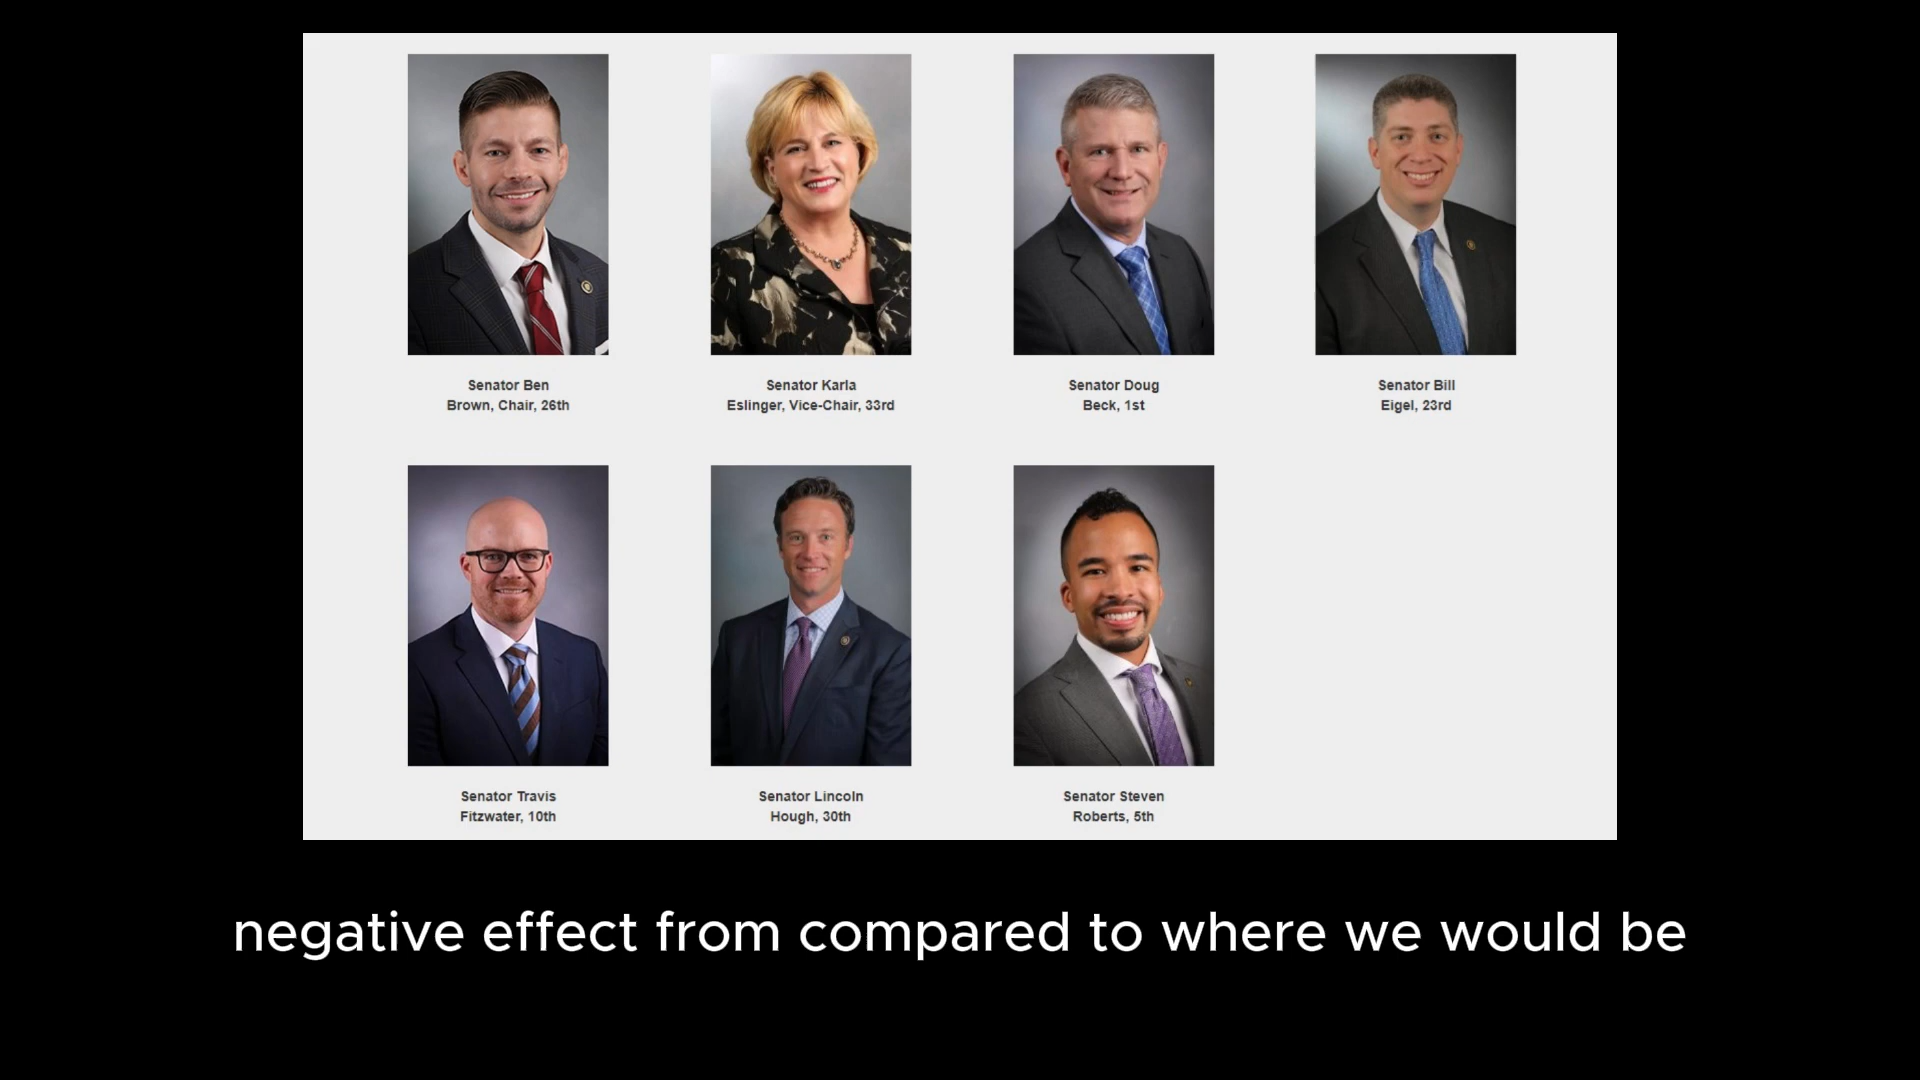 Senator Ben
Brown, Chair, 26th
Senator Karla
Eslinger, Vice-Chair, 33rd
Senator Doug
Beck, 1st
Senator Bill
Eigel, 23rd
Senator Travis
Fitzwater, 10th
Senator Lincoln
Hough, 30th
Senator Steven
Roberts, 5th
negative effect from compared to where we would be